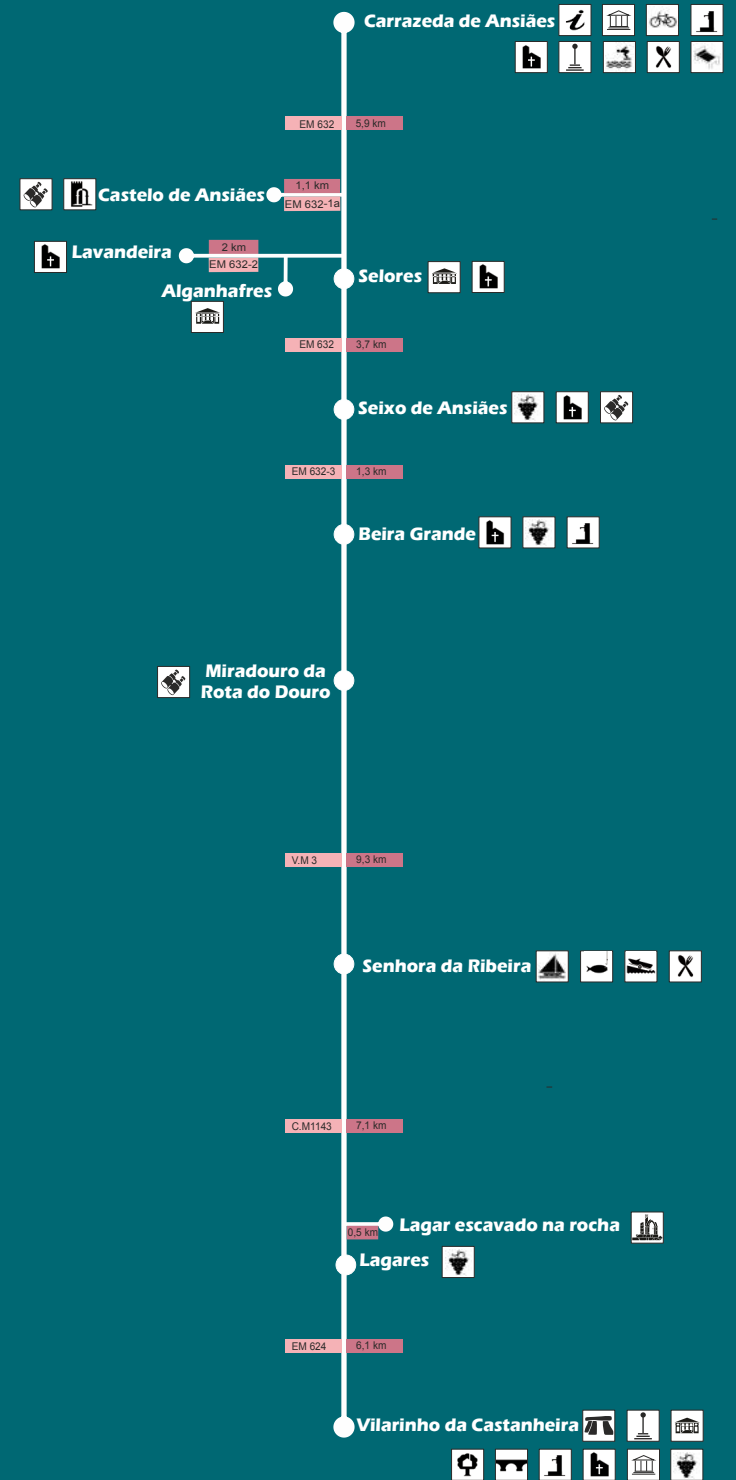 Carrazeda de Ansiães
i
EM 632 5,9 km
Castelo de Ansiães
1,1 km
EM 632-1a
Lavandeira
2 km
EM 632-2
Alganhafres
Selores
EM 632 3,7 km
Seixo de Ansiães
EM 632-3 1,3 km
Beira Grande
Miradouro da
Rota do Douro
V.M 3 9,3 km
Senhora da Ribeira
C.M1143 7,1 km
Lagar escavado na rocha
0,5 km
Lagares
EM 624 6,1 km
Vilarinho da Castanheira